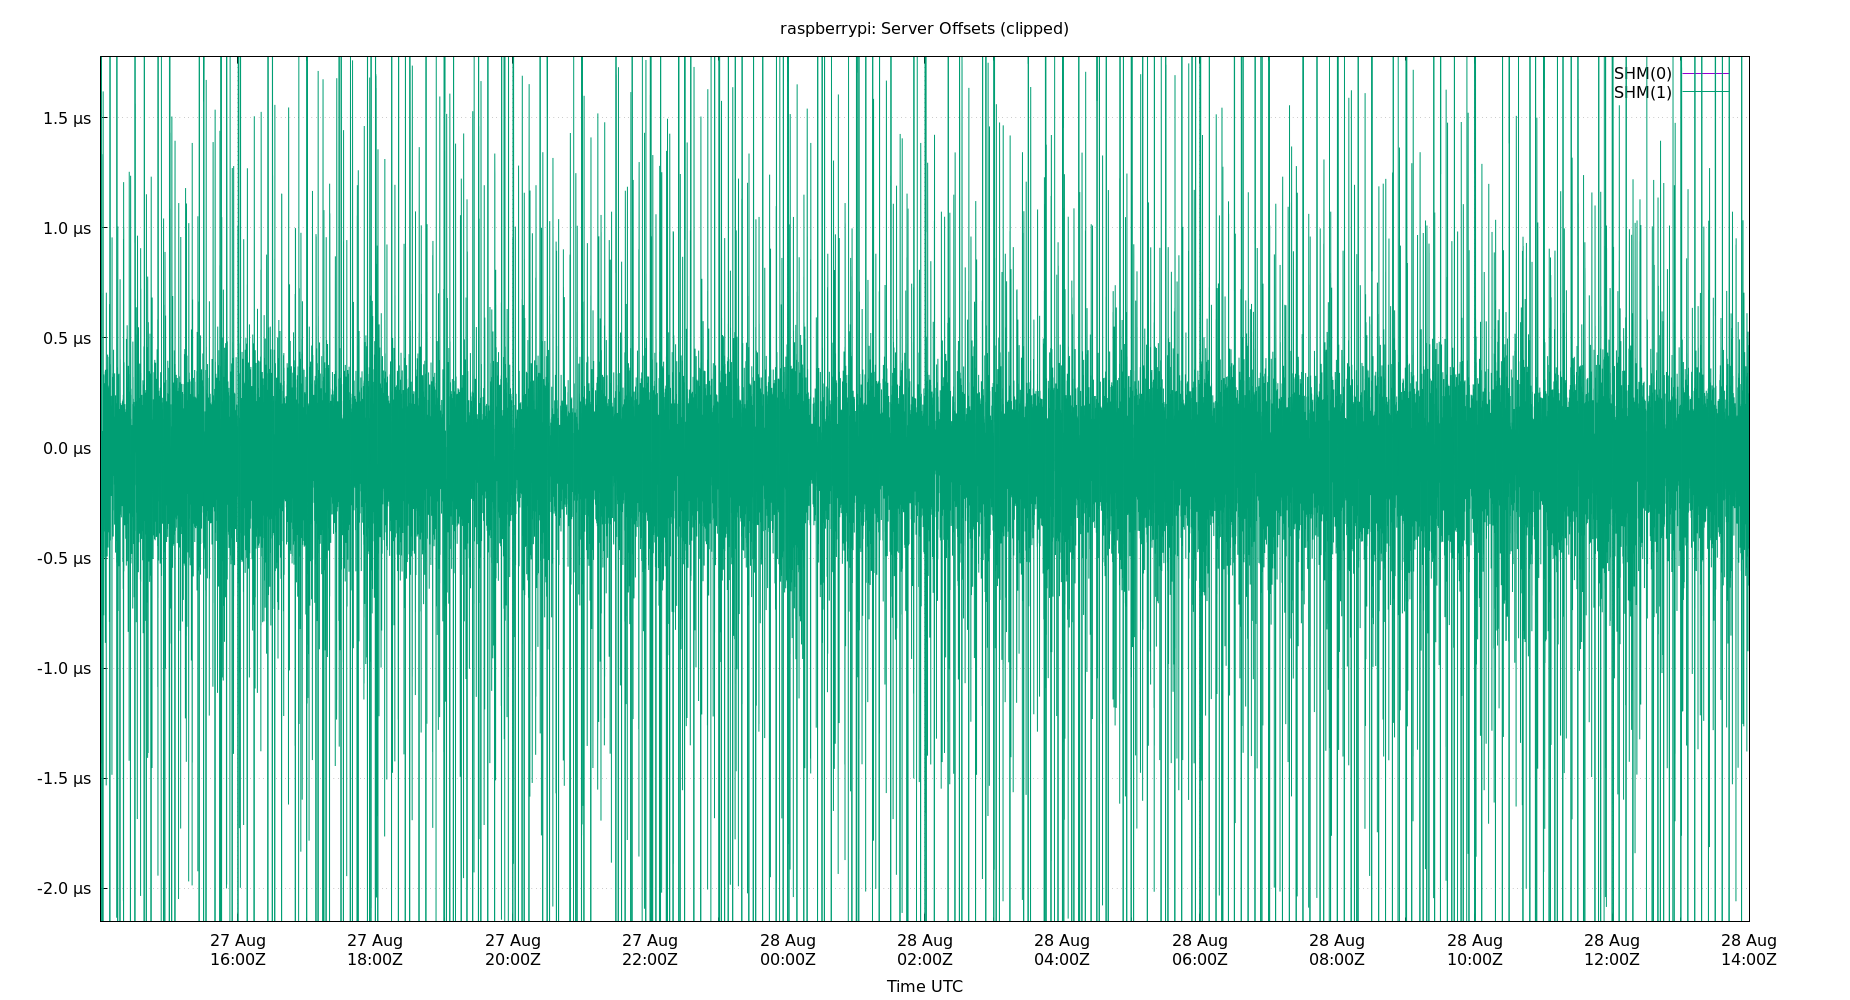 raspberrypi: Server Offsets (clipped)
SHM(0)
SHM(1)
1.5 µs
1.0 µs
0.5 µs
0.0 µs
-0.5 µs
-1.0 µs
-1.5 µs
-2.0 µs
27 Aug 27 Aug 27 Aug 27 Aug 28 Aug 28 Aug 28 Aug 28 Aug 28 Aug 28 Aug 28 Aug 28 Aug
16:00Z 18:00Z 20:00Z 22:00Z 00:00Z 02:00Z 04:00Z 06:00Z 08:00Z 10:00Z 12:00Z 14:00Z
Time UTC